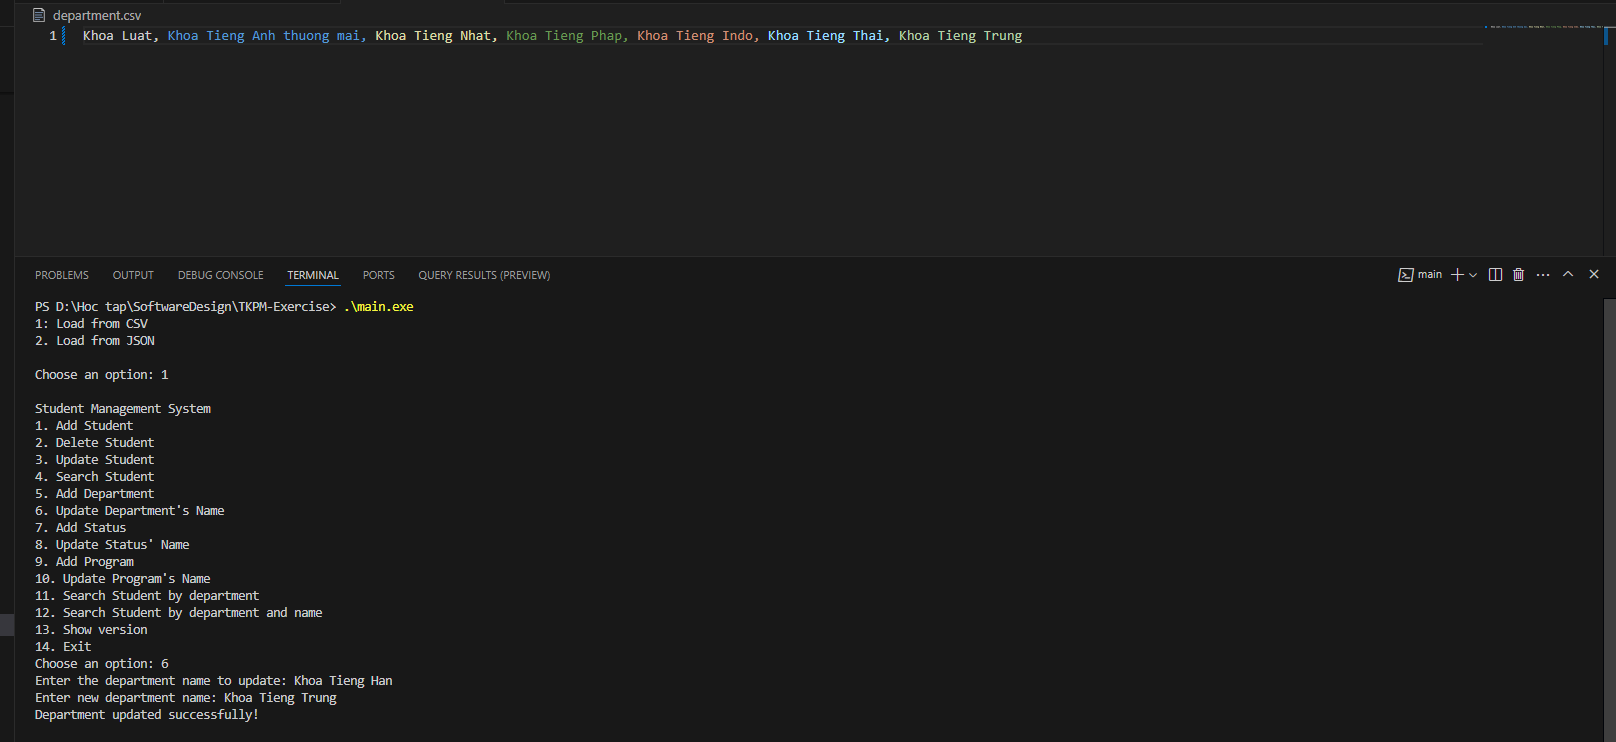 department.csv
1 Khoa Luat, Khoa Tieng Anh thuong mai, Khoa Tieng Nhat, Khoa Tieng Phap, Khoa Tieng Indo, Khoa Tieng Thai, Khoa Tieng Trung
PROBLEMS OUTPUT DEBUG CONSOLE TERMINAL PORTS QUERY RESULTS (PREVIEW) main
PS D:\Hoc tap\SoftwareDesign\TKPM-Exercise> .\main.exe
1: Load from CSV
2. Load from JSON
Choose an option: 1
Student Management System
1. Add Student
2. Delete Student
3. Update Student
4. Search Student
5. Add Department
6. Update Department's Name
7. Add Status
8. Update Status' Name
9. Add Program
10. Update Program's Name
11. Search Student by department
12. Search Student by department and name
13. Show version
14. Exit
Choose an option: 6
Enter the department name to update: Khoa Tieng Han
Enter new department name: Khoa Tieng Trung
Department updated successfully!